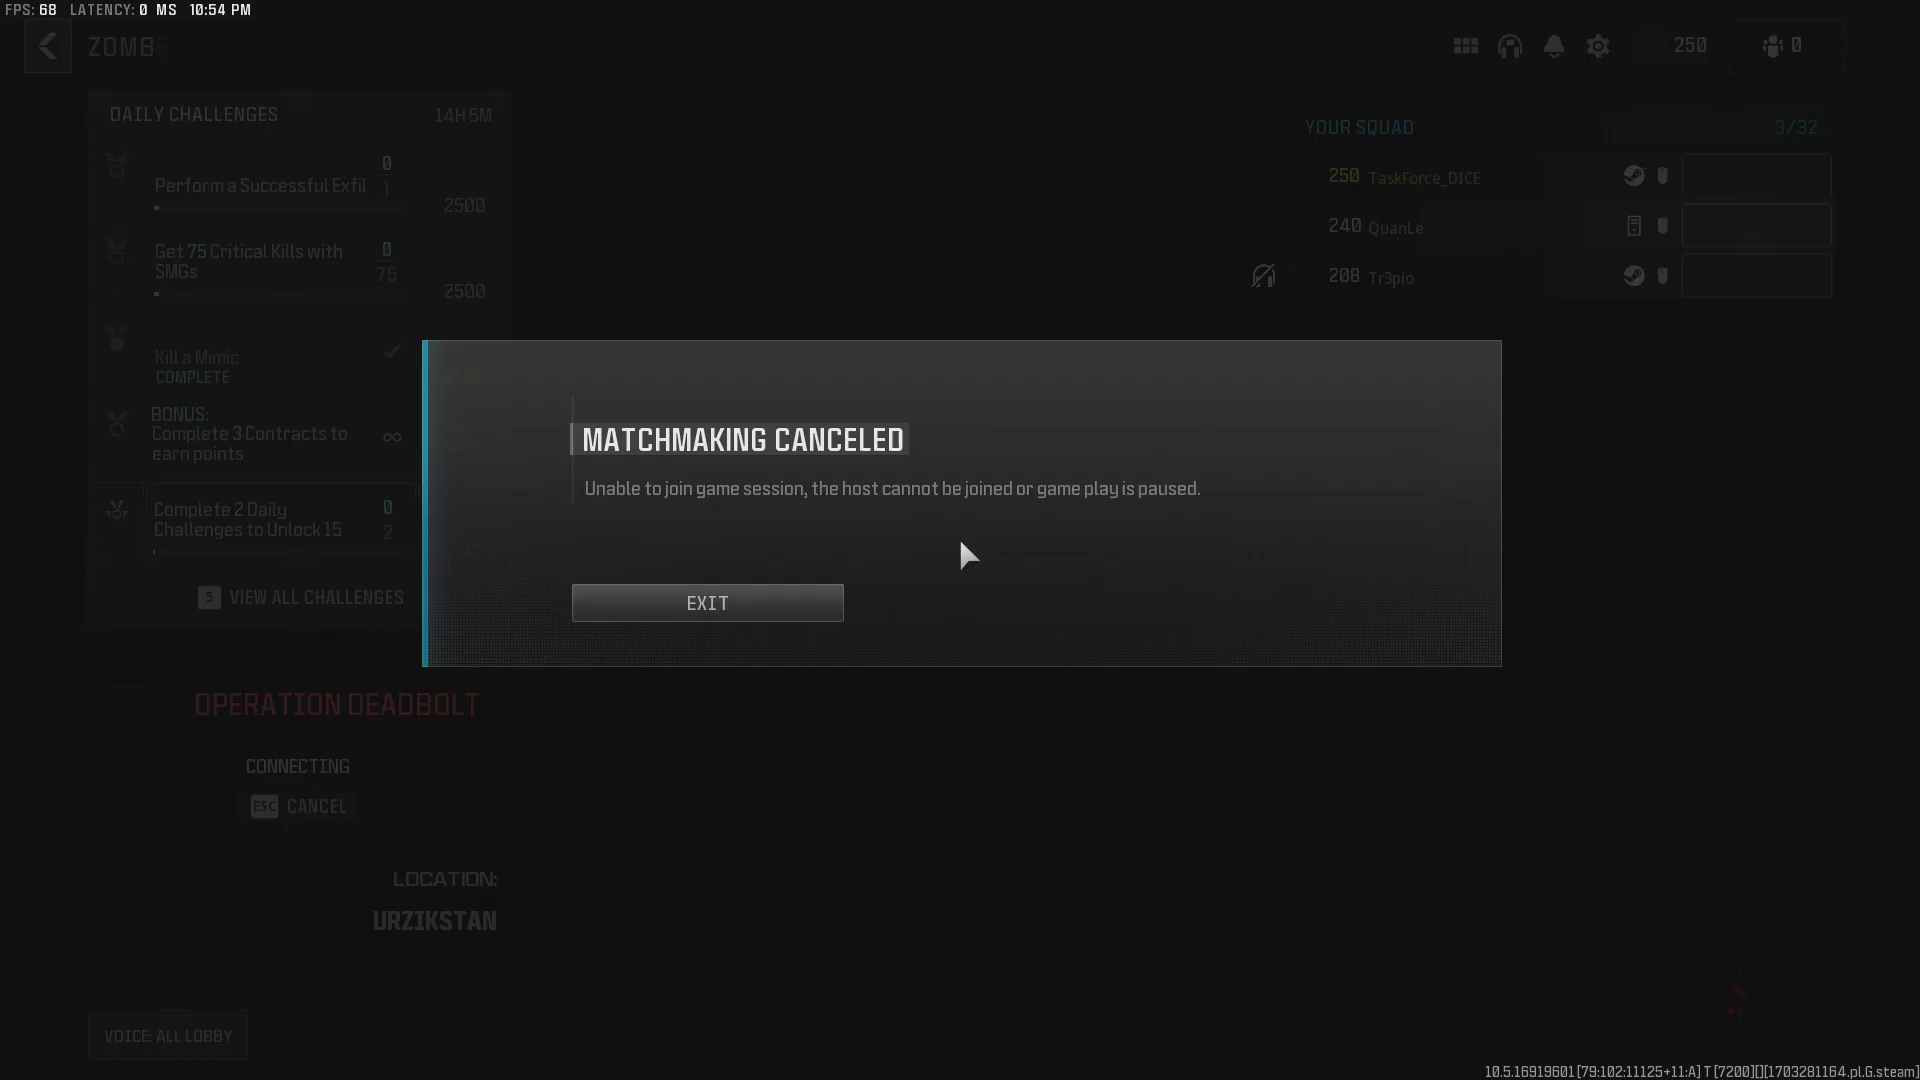 FPS: 68 LATENCY: 0 MS 10:54 PM
ZOMB
250
0
DAILY CHALLENGES 14H 5M
Perform a Successful Exfil
0
1
2500
Get 75 Critical Kills with
SMGs
0
75
2500
Kill a Mimic
COMPLETE
BONUS:
Complete 3 Contracts to
earn points
∞
Complete 2 Daily
Challenges to Unlock 15
0
2
5 VIEW ALL CHALLENGES
YOUR SQUAD 3/32
250 TaskForce_DICE
240 QuanLe
208 Tr3pio
MATCHMAKING CANCELED
Unable to join game session, the host cannot be joined or game play is paused.
EXIT
OPERATION DEADBOLT
CONNECTING
ESC CANCEL
LOCATION:
URZIKSTAN
VOICE: ALL LOBBY
10.5.16919601[79:102:11125+11:A] T [7200][][1703281164.pl.G.steam]